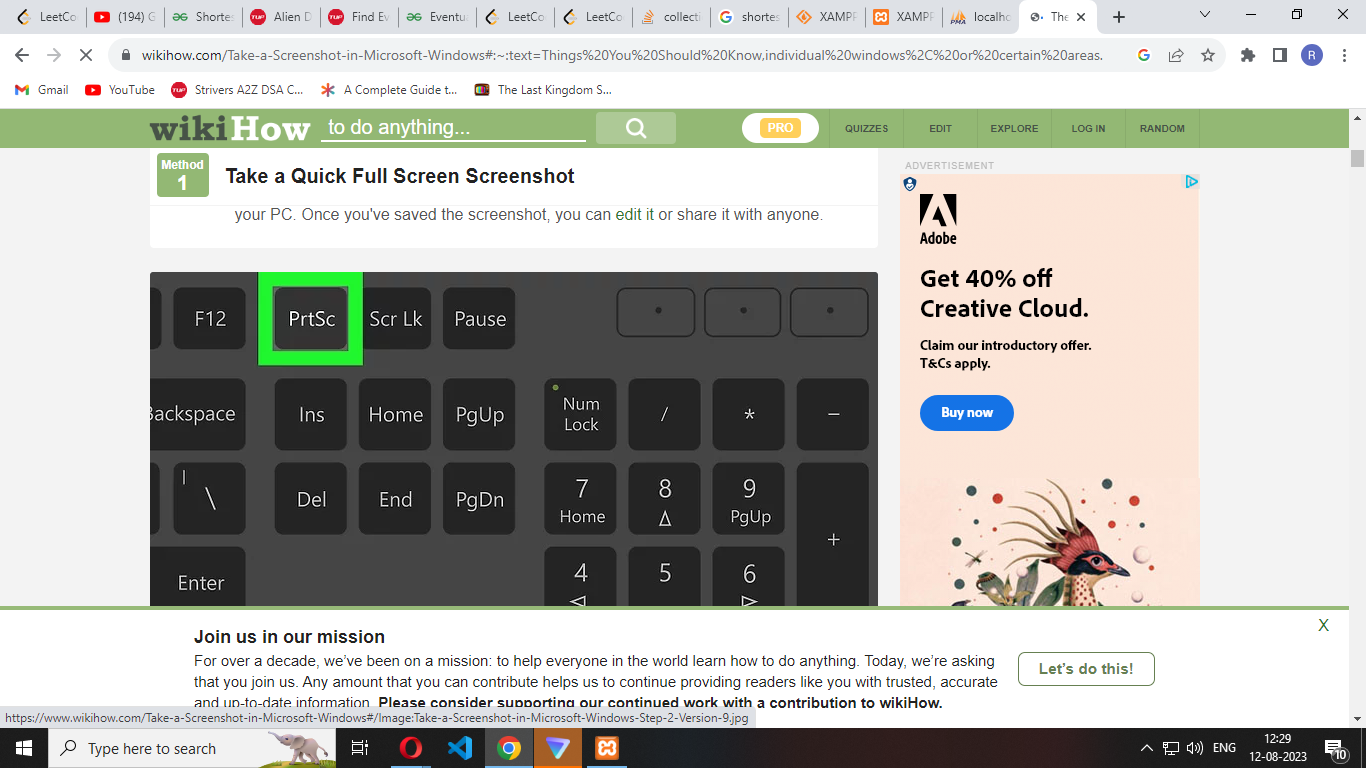 LeetCo
(194) G
Shortes
Alien D
Find Ev
Eventua
LeetCo
LeetCo
collecti
shortes
XAMPP
XAMPP
localho
The
wikihow.com/Take-a-Screenshot-in-Microsoft-Windows#:~:text=Things%20You%20Should%20Know,individual%20windows%2C%20or%20certain%20areas.
R
Gmail
YouTube
Strivers A2Z DSA C...
A Complete Guide t...
The Last Kingdom S...
wikiHow
to do anything...
PRO
QUIZZES
EDIT
EXPLORE
LOG IN
RANDOM
Method
1
Take a Quick Full Screen Screenshot
your PC. Once you've saved the screenshot, you can edit it or share it with anyone.
F12
PrtSc
Scr Lk
Pause
Backspace
Ins
Home
PgUp
Num
Lock
/
*
−
|
\
Del
End
PgDn
7
Home
8
9
PgUp
+
Enter
4
5
6
ADVERTISEMENT
Adobe
Get 40% off
Creative Cloud.
Claim our introductory offer.
T&Cs apply.
Buy now
Join us in our mission
X
For over a decade, we've been on a mission: to help everyone in the world learn how to do anything. Today, we're asking
that you join us. Any amount that you can contribute helps us to continue providing readers like you with trusted, accurate
and up-to-date information. Please consider supporting our continued work with a contribution to wikiHow.
Let's do this!
https://www.wikihow.com/Take-a-Screenshot-in-Microsoft-Windows#/Image:Take-a-Screenshot-in-Microsoft-Windows-Step-2-Version-9.jpg
Type here to search
ENG
12:29
12-08-2023
10